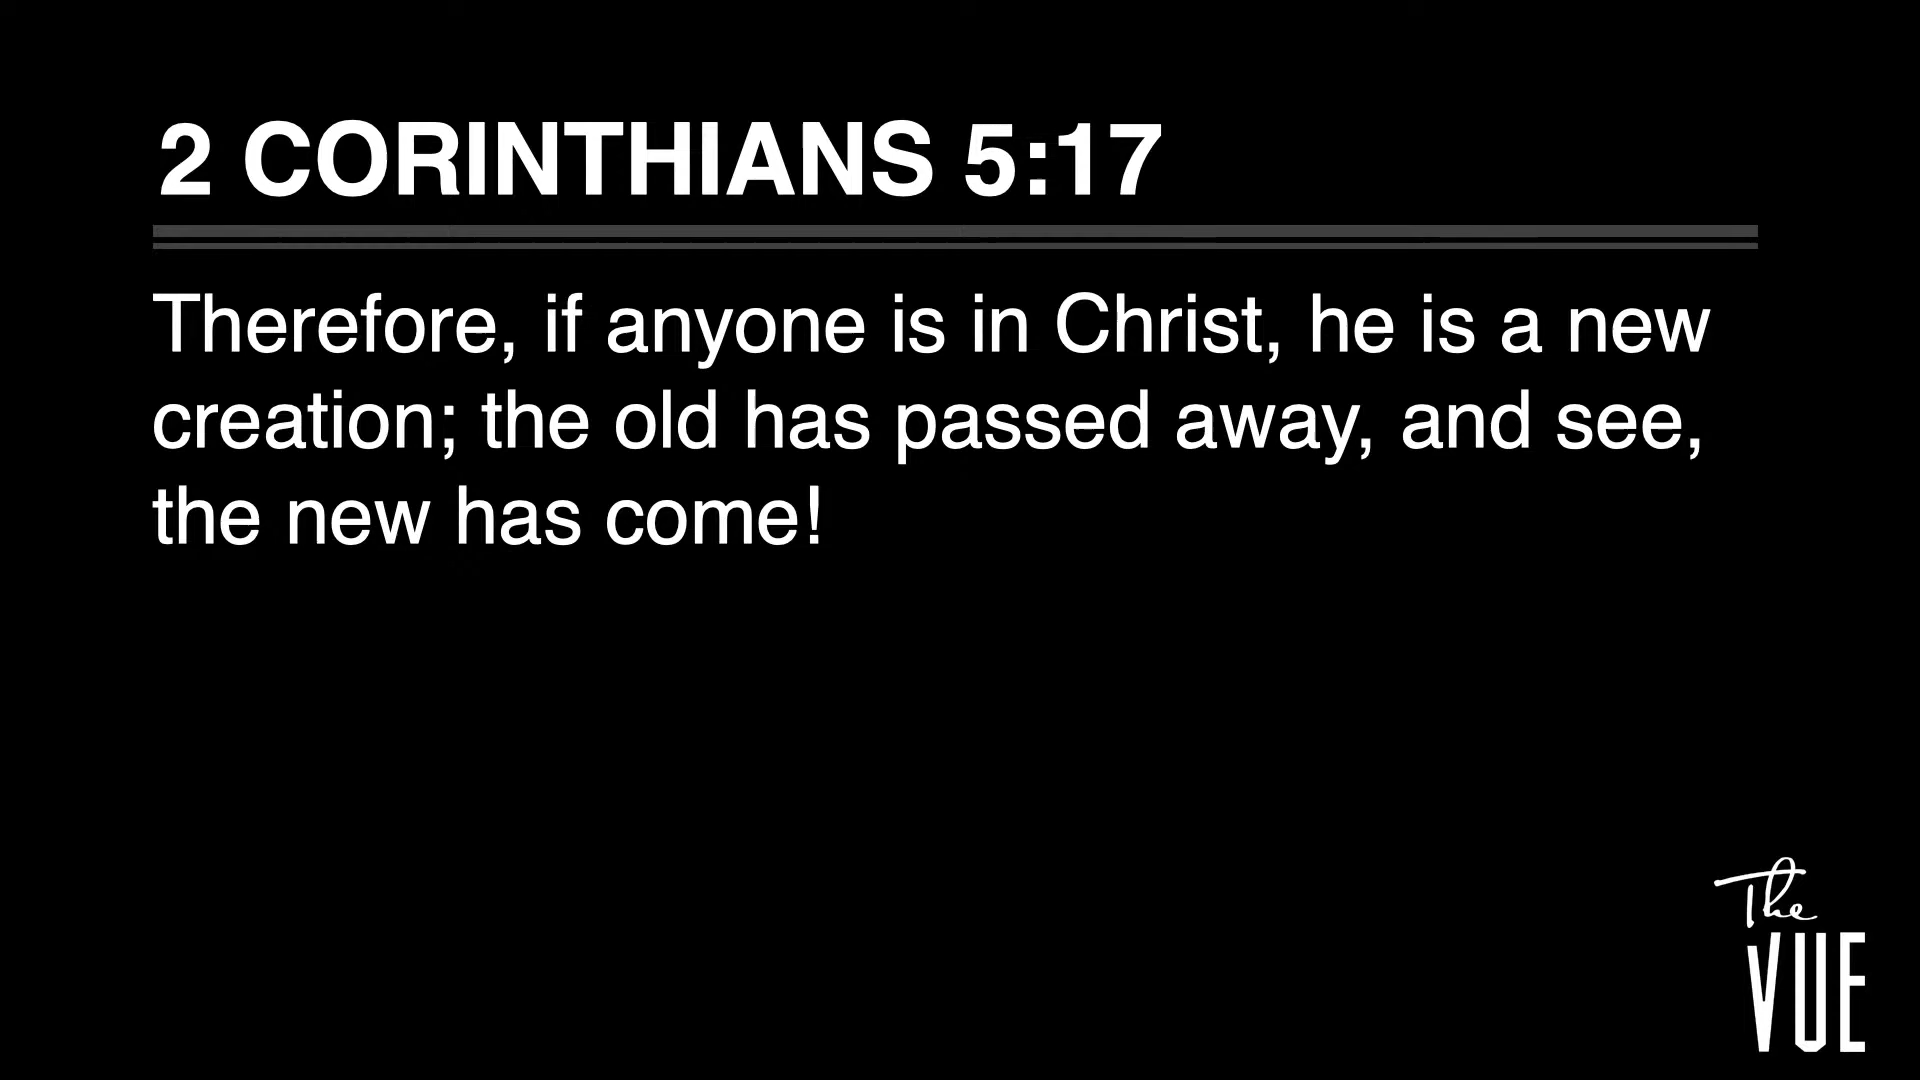 2 CORINTHIANS 5:17
Therefore, if anyone is in Christ, he is a new
creation; the old has passed away, and see,
the new has come!
The
VUE